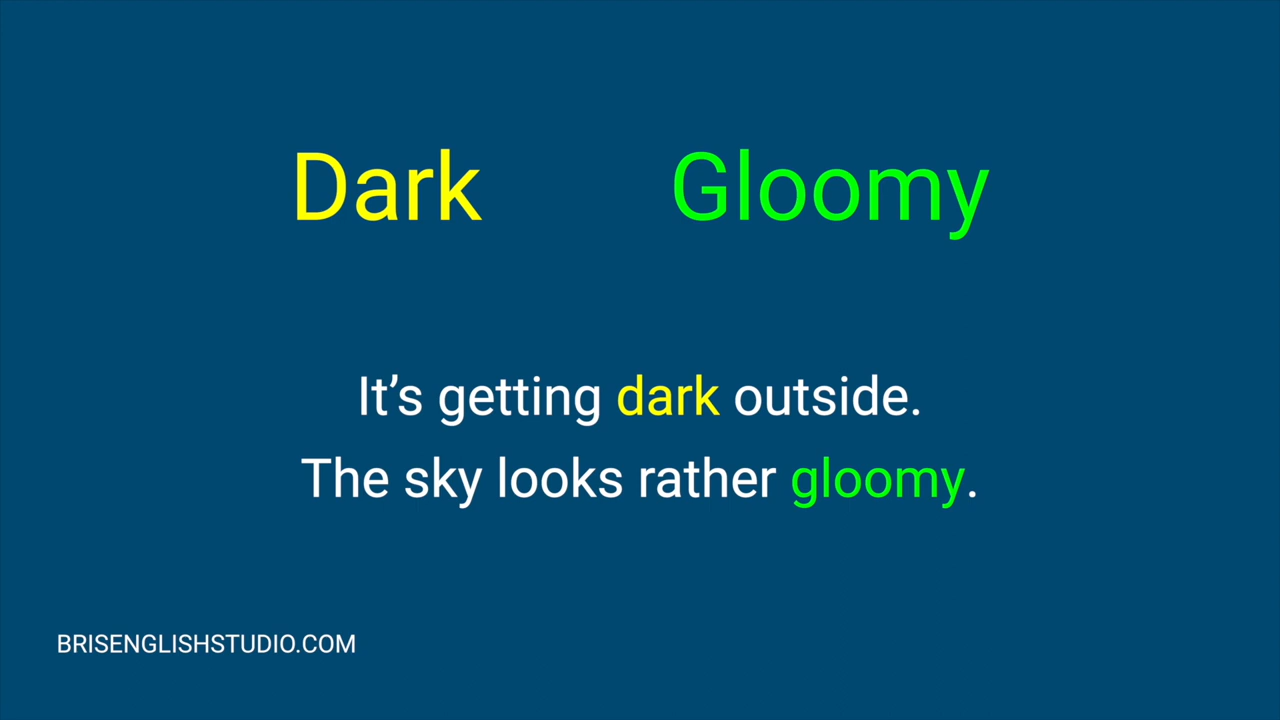 Dark Gloomy
It’s getting dark outside.
The sky looks rather gloomy.
BRISENGLISHSTUDIO.COM